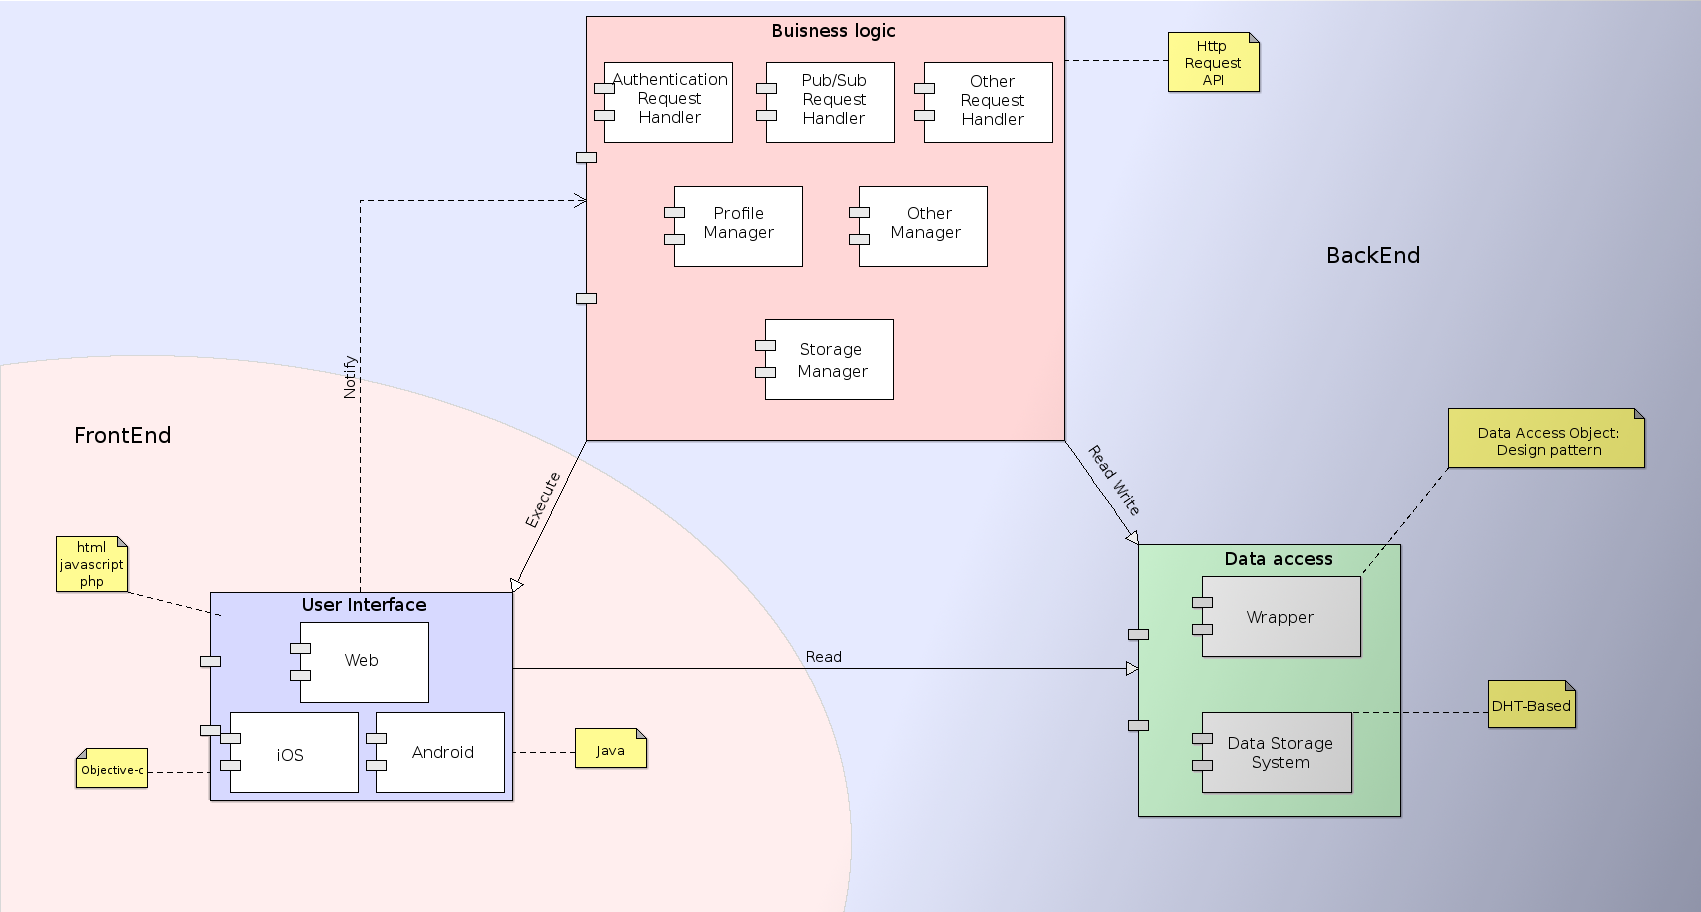 Buisness logic
Authentication
Request
Handler
Pub/Sub
Request
Handler
Other
Request
Handler
Http
Request
API
Profile
Manager
Other
Manager
BackEnd
Storage
Manager
Notify
FrontEnd
Execute
Read Write
Data Access Object:
Design pattern
html
javascript
php
User Interface
Web
iOS
Android
Objective-c
Java
Read
Data access
Wrapper
Data Storage
System
DHT-Based